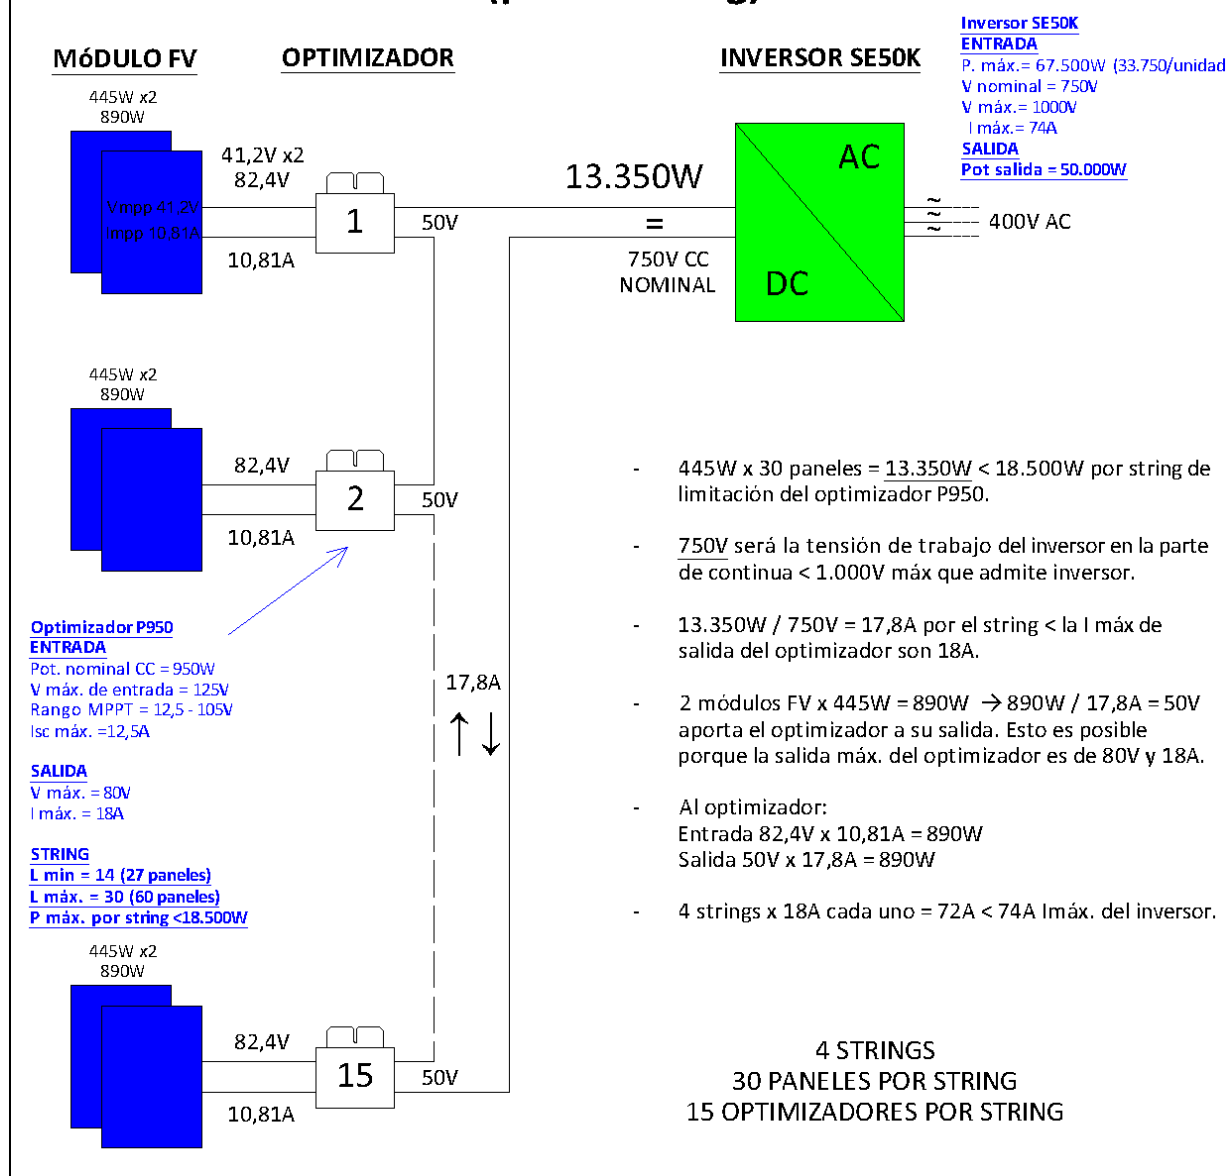 MóDULO FV
OPTIMIZADOR
INVERSOR SE50K
Inversor SE50K
ENTRADA
P. máx.= 67.500W (33.750/unidad
V nominal = 750V
V máx.= 1000V
I máx.= 74A
SALIDA
Pot salida = 50.000W
445W x2
890W
Vmpp 41,2V
Impp 10,81A
41,2V x2
82,4V
10,81A
1
50V
13.350W
=
750V CC
NOMINAL
AC
DC
~
~
~
400V AC
445W x2
890W
82,4V
10,81A
2
50V
Optimizador P950
ENTRADA
Pot. nominal CC = 950W
V máx. de entrada = 125V
Rango MPPT = 12,5 - 105V
Isc máx. =12,5A
SALIDA
V máx. = 80V
I máx. = 18A
STRING
L min = 14 (27 paneles)
L máx. = 30 (60 paneles)
P máx. por string <18.500W
17,8A
445W x2
890W
82,4V
10,81A
15
50V
- 445W x 30 paneles = 13.350W < 18.500W por string de
limitación del optimizador P950.
- 750V será la tensión de trabajo del inversor en la parte
de continua < 1.000V máx que admite inversor.
- 13.350W / 750V = 17,8A por el string < la I máx de
salida del optimizador son 18A.
- 2 módulos FV x 445W = 890W → 890W / 17,8A = 50V
aporta el optimizador a su salida. Esto es posible
porque la salida máx. del optimizador es de 80V y 18A.
- Al optimizador:
Entrada 82,4V x 10,81A = 890W
Salida 50V x 17,8A = 890W
- 4 strings x 18A cada uno = 72A < 74A Imáx. del inversor.
4 STRINGS
30 PANELES POR STRING
15 OPTIMIZADORES POR STRING